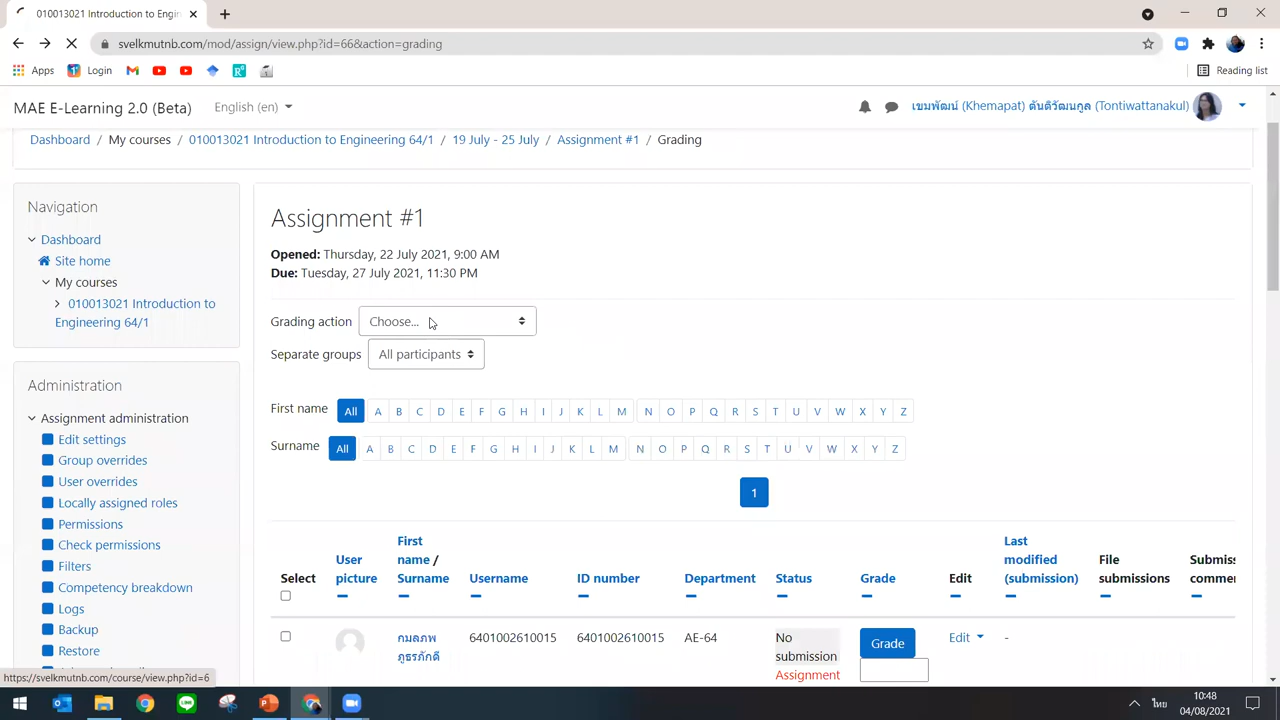 010013021 Introduction to Engin
svelkmutnb.com/mod/assign/view.php?id=66&action=grading
Apps
Login
Reading list
MAE E-Learning 2.0 (Beta)
English (en)
เขมพัฒน์ (Khemapat) ตันติวัฒนกูล (Tontiwattanakul)
Dashboard / My courses / 010013021 Introduction to Engineering 64/1 / 19 July - 25 July / Assignment #1 / Grading
Navigation
Dashboard
Site home
My courses
010013021 Introduction to
Engineering 64/1
Administration
Assignment administration
Edit settings
Group overrides
User overrides
Locally assigned roles
Permissions
Check permissions
Filters
Competency breakdown
Logs
Backup
Restore
Assignment #1
Opened: Thursday, 22 July 2021, 9:00 AM
Due: Tuesday, 27 July 2021, 11:30 PM
Grading action Choose...
Separate groups All participants
First name All A B C D E F G H I J K L M N O P Q R S T U V W X Y Z
Surname All A B C D E F G H I J K L M N O P Q R S T U V W X Y Z
1
Select
User
picture
First
name /
Surname
Username
ID number
Department
Status
Grade
Edit
Last
modified
(submission)
File
submissions
Submiss
comme
กมลภพ
ภูธรภักดี
6401002610015
6401002610015
AE-64
No
submission
Assignment
Grade
Edit
-
https://svelkmutnb.com/course/view.php?id=6
ไทย
10:48
04/08/2021